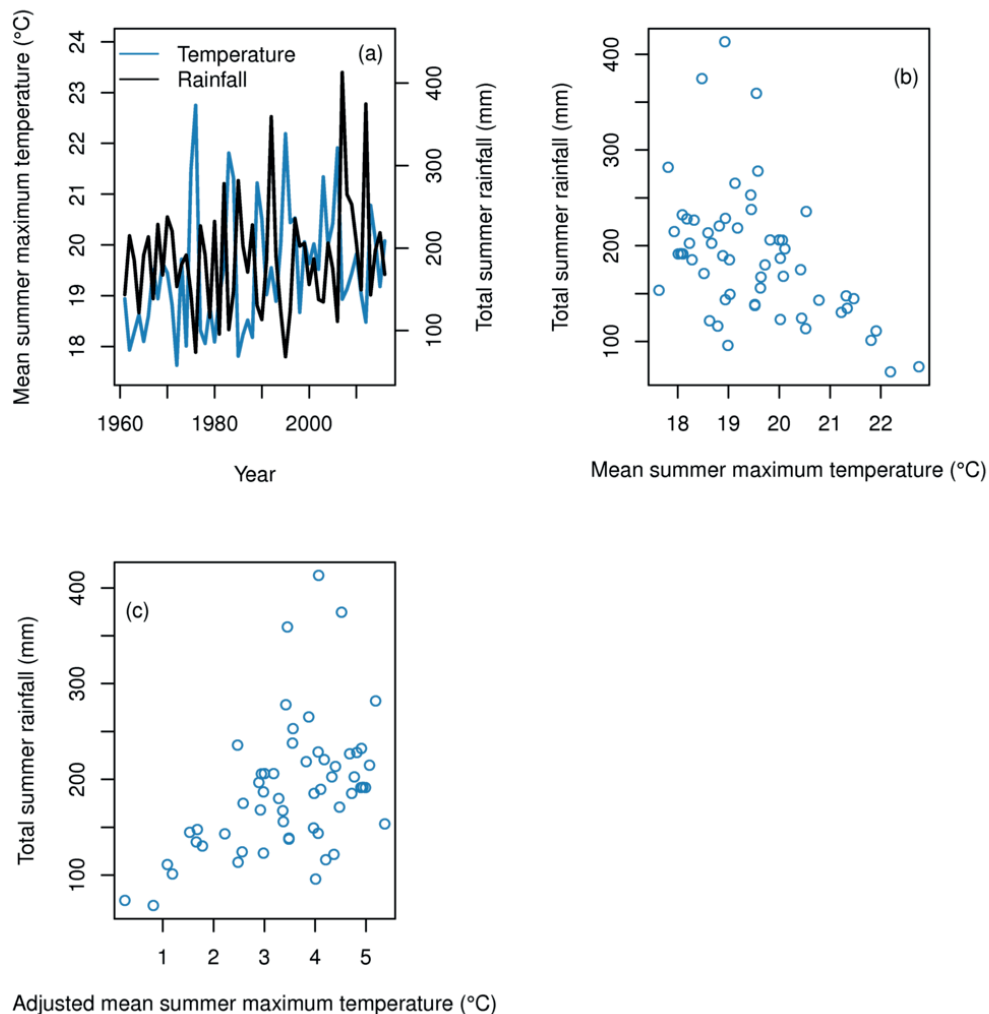 Mean summer maximum temperature (°C)
24
23
22
21
20
19
18
Temperature
Rainfall
(a)
400
300
200
100
Total summer rainfall (mm)
1960
1980
2000
Year
Total summer rainfall (mm)
400
300
200
100
(b)
18
19
20
21
22
Mean summer maximum temperature (°C)
Total summer rainfall (mm)
400
300
200
100
(c)
1
2
3
4
5
Adjusted mean summer maximum temperature (°C)